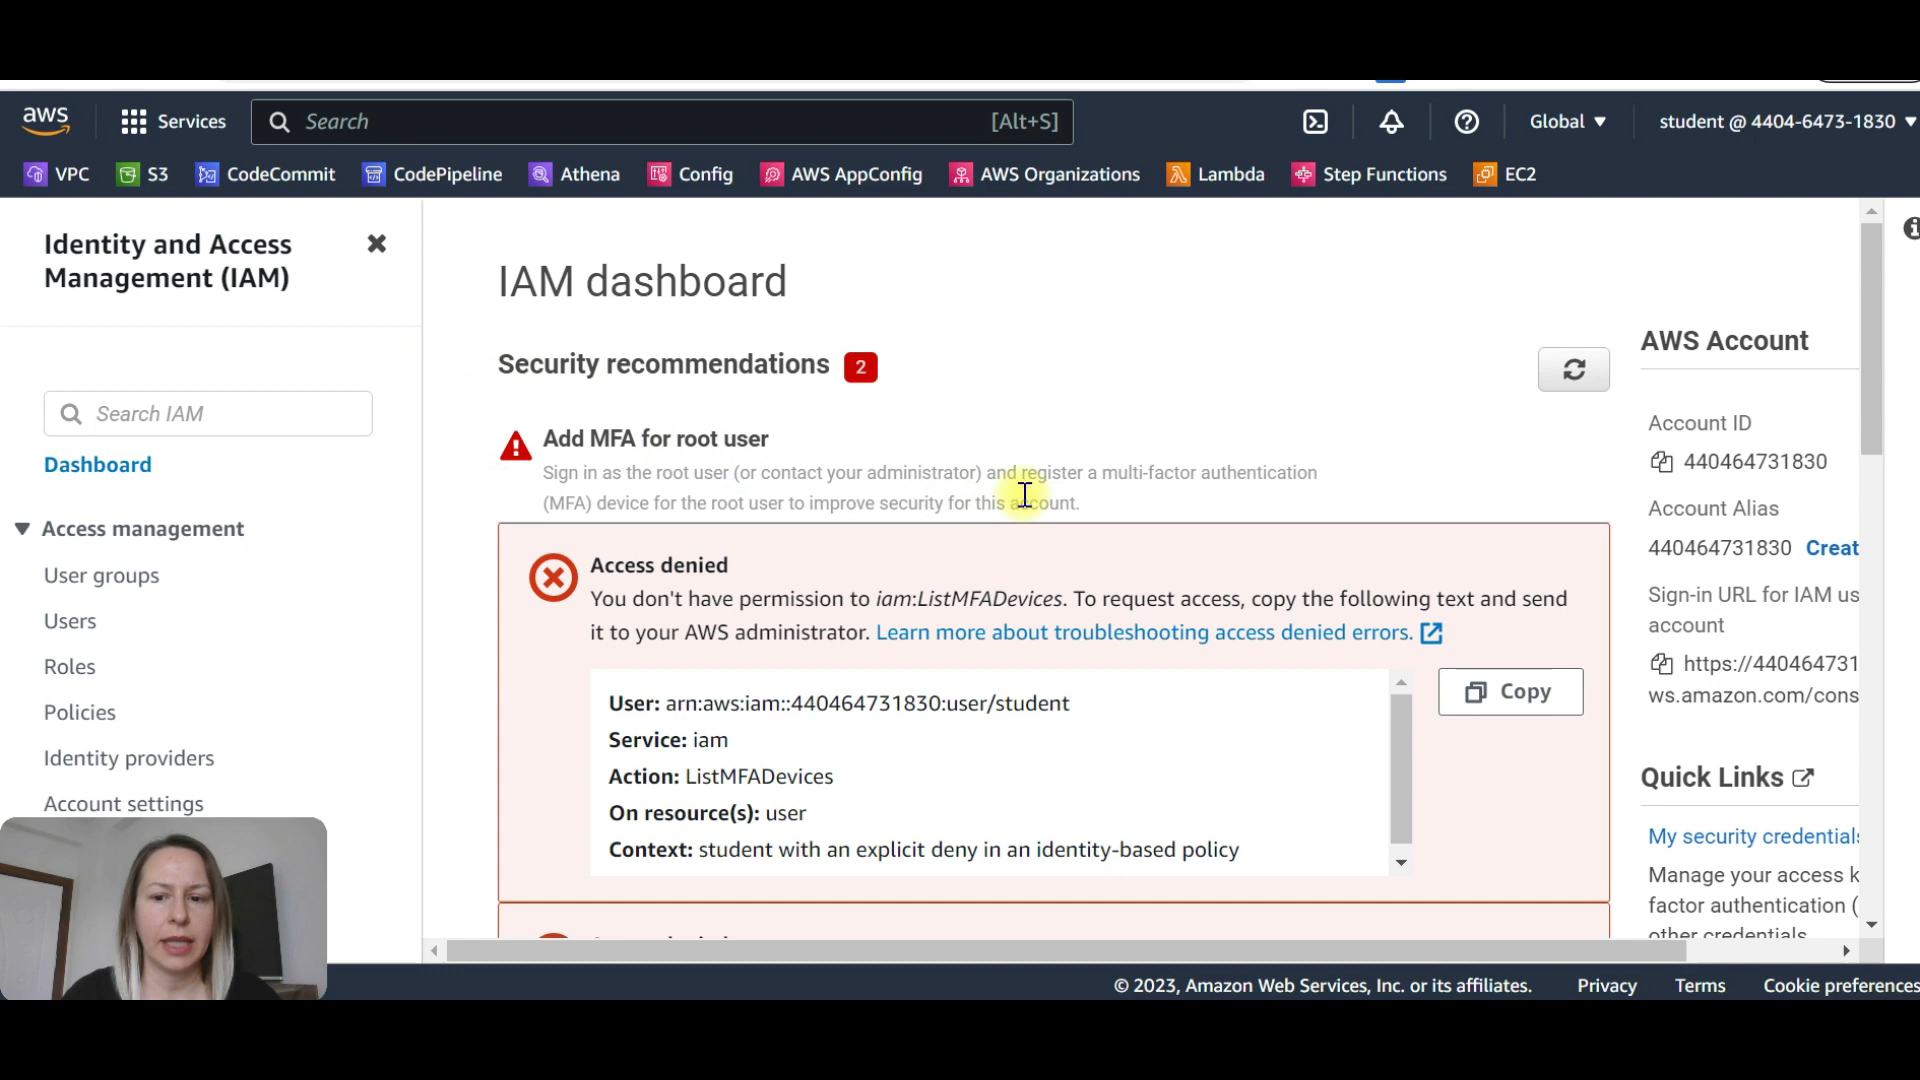 aws
Services
Search
[Alt+S]
Global ▼
student @ 4404-6473-1830 ▼
VPC
S3
CodeCommit
CodePipeline
Athena
Config
AWS AppConfig
AWS Organizations
Lambda
Step Functions
EC2
Identity and Access
Management (IAM)
Search IAM
Dashboard
Access management
User groups
Users
Roles
Policies
Identity providers
Account settings
IAM dashboard
Security recommendations 2
Add MFA for root user
Sign in as the root user (or contact your administrator) and register a multi-factor authentication
(MFA) device for the root user to improve security for this account.
Access denied
You don't have permission to iam:ListMFADevices. To request access, copy the following text and send
it to your AWS administrator. Learn more about troubleshooting access denied errors.
User: arn:aws:iam::440464731830:user/student
Service: iam
Action: ListMFADevices
On resource(s): user
Context: student with an explicit deny in an identity-based policy
Copy
AWS Account
Account ID
440464731830
Account Alias
440464731830 Creat
Sign-in URL for IAM us
account
https://440464731
ws.amazon.com/cons
Quick Links
My security credentials
Manage your access k
factor authentication (
other credentials
© 2023, Amazon Web Services, Inc. or its affiliates.
Privacy
Terms
Cookie preferences